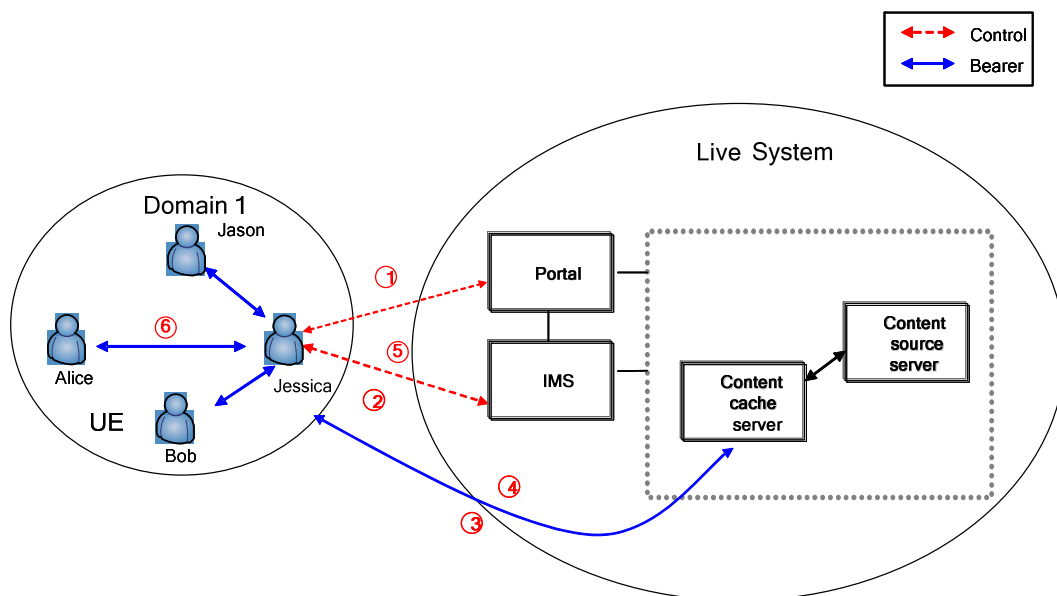 Control
Bearer
Live System
Domain 1
Jason
①
Portal
Content
source
server
⑥
⑤
Alice
Jessica
IMS
②
Content
cache
server
UE
Bob
④
③